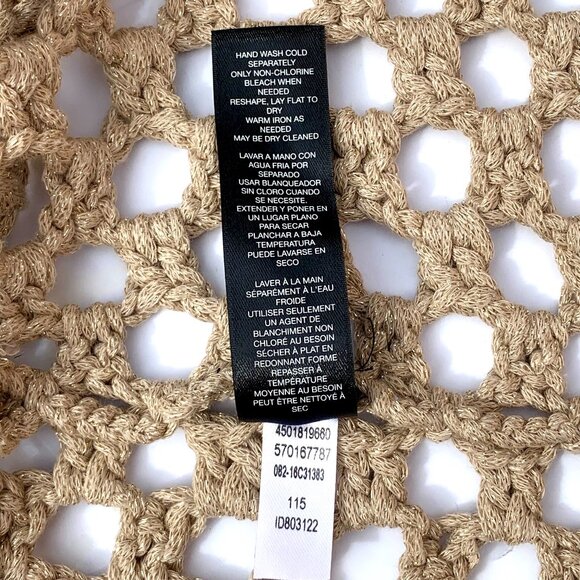 HAND WASH COLD
SEPARATELY
ONLY NON-CHLORINE
BLEACH WHEN
NEEDED
RESHAPE, LAY FLAT TO
DRY
WARM IRON AS
NEEDED
MAY BE DRY CLEANED
LAVAR A MANO CON
AGUA FRIA POR
SEPARADO
USAR BLANQUEADOR
SIN CLORO CUANDO
SE NECESITE.
EXTENDER Y PONER EN
UN LUGAR PLANO
PARA SECAR
PLANCHAR A BAJA
TEMPERATURA
PUEDE LAVARSE EN
SECO
LAVER À LA MAIN
SÉPARÉMENT À L'EAU
FROIDE
UTILISER SEULEMENT
UN AGENT DE
BLANCHIMENT NON
CHLORÉ AU BESOIN
SÉCHER À PLAT EN
REDONNANT FORME
REPASSER À
TEMPÉRATURE
MOYENNE AU BESOIN
PEUT ÊTRE NETTOYÉ À
SEC
4501819660
570167787
082-16C31383
115
ID803122